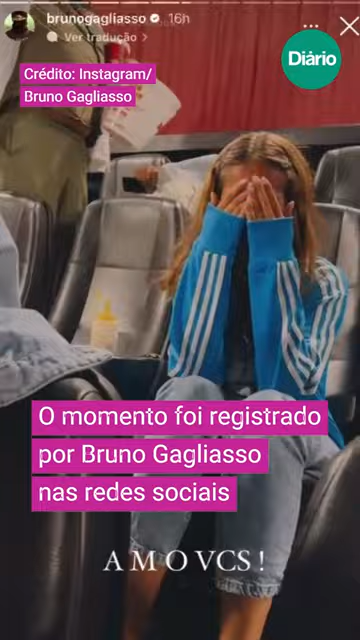 brunogagliasso 16h
Ver tradução >
Diário
Crédito: Instagram/
Bruno Gagliasso
O momento foi registrado
por Bruno Gagliasso
nas redes sociais
A M O VCS !